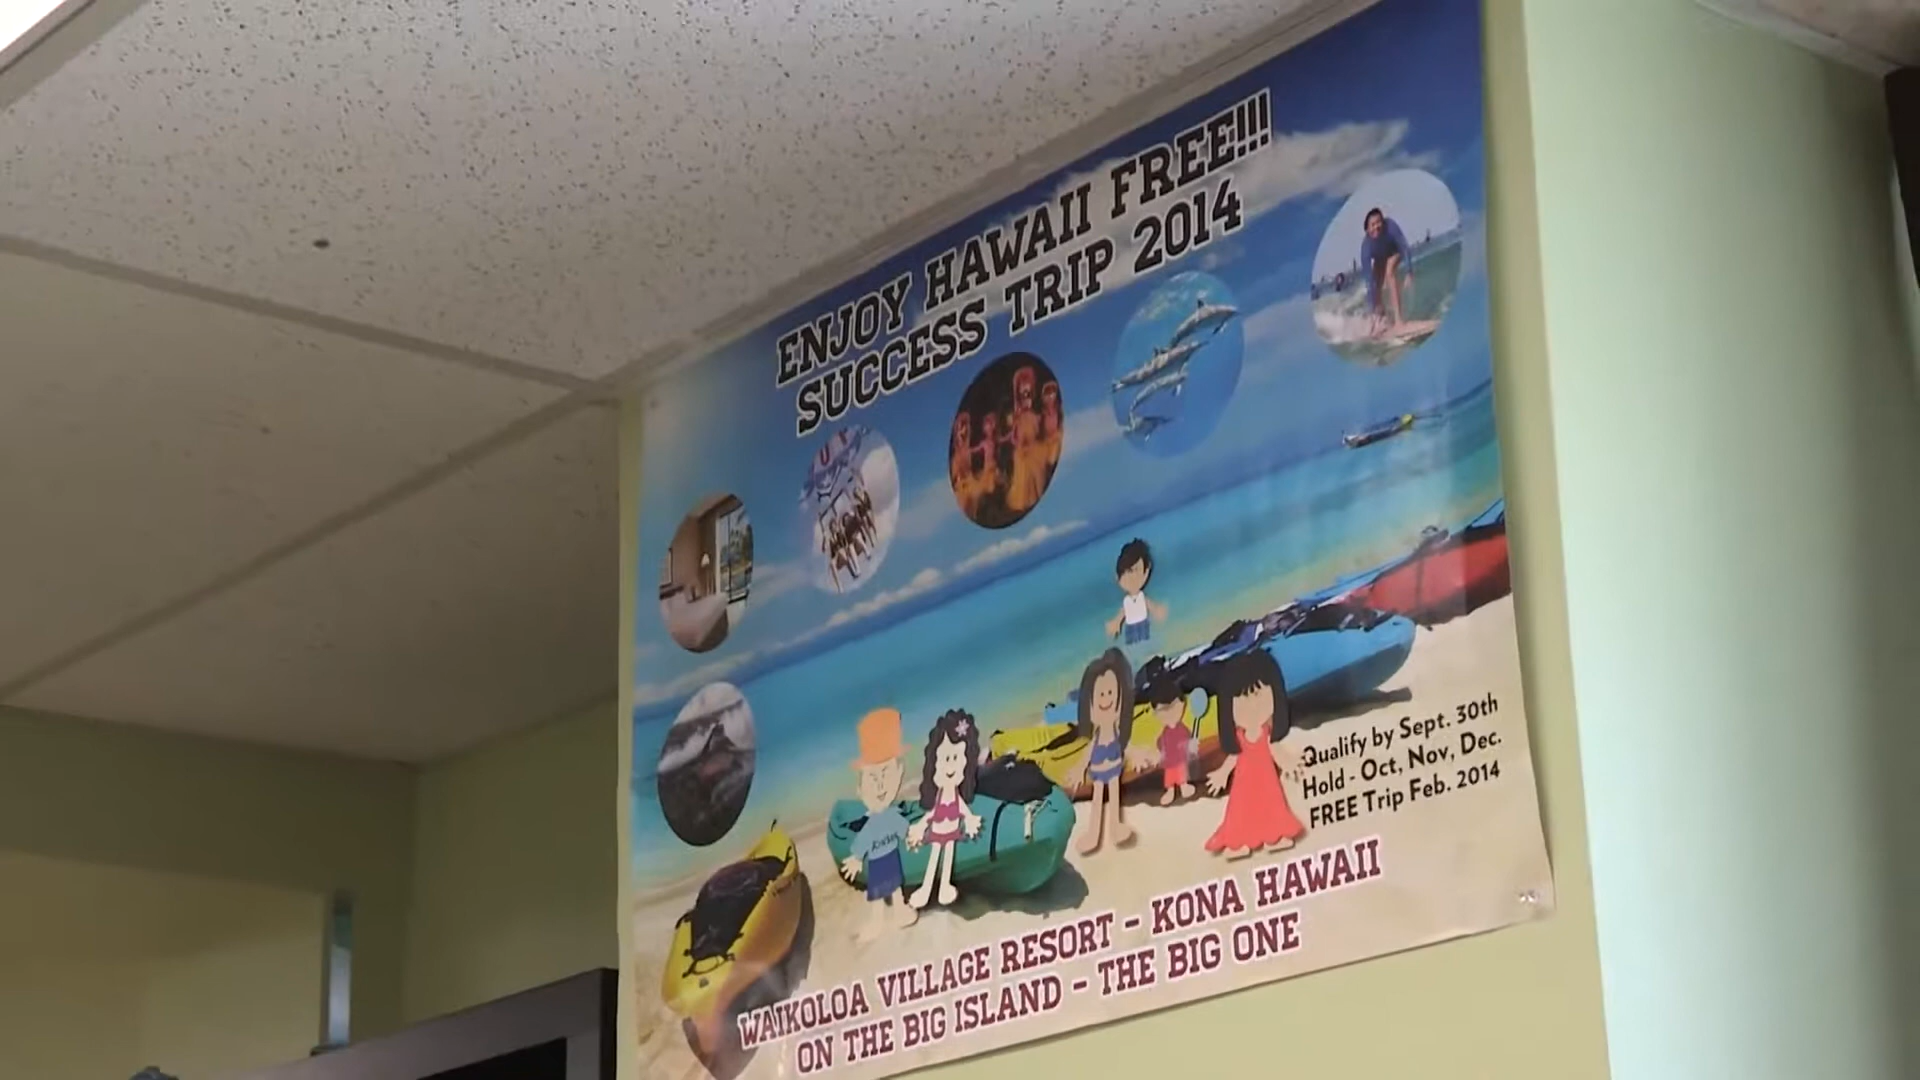 ENJOY HAWAII FREE!!!
SUCCESS TRIP 2014
Qualify by Sept. 30th
Hold - Oct, Nov, Dec.
FREE Trip Feb. 2014
WAIKOLOA VILLAGE RESORT - KONA HAWAII
ON THE BIG ISLAND - THE BIG ONE